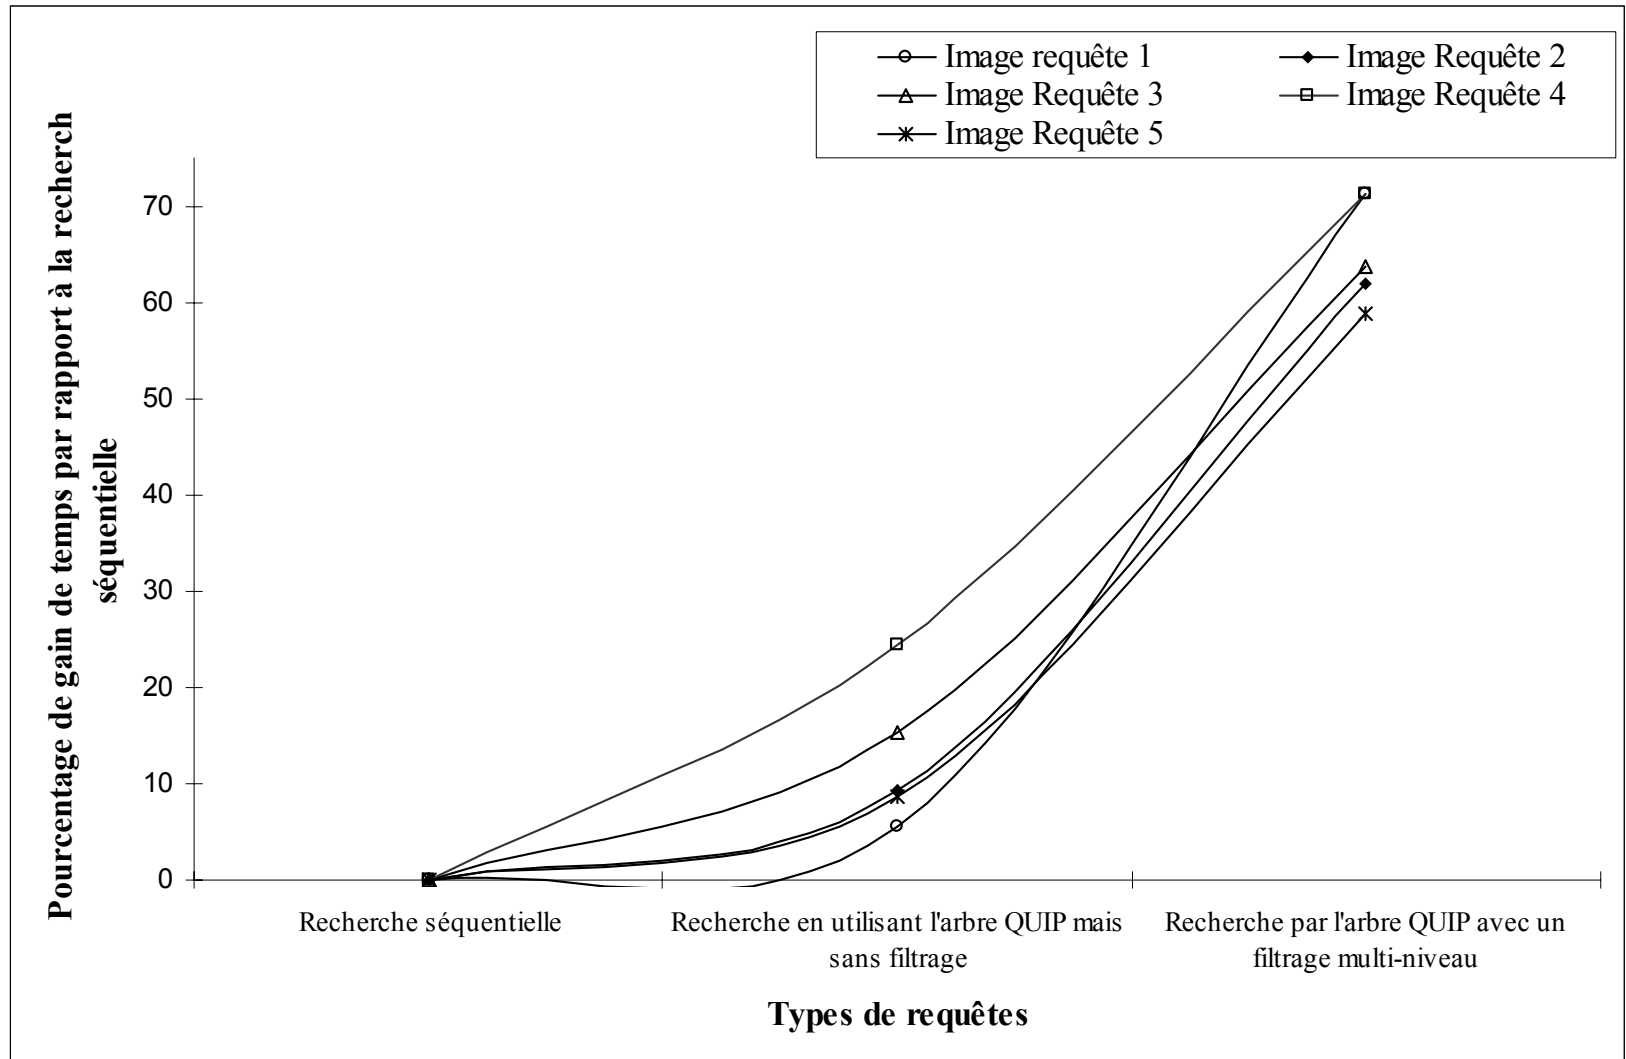 Image requête 1
Image Requête 2
Image Requête 3
Image Requête 4
Image Requête 5
Pourcentage de gain de temps par rapport à la recherch
séquentielle
70
60
50
40
30
20
10
0
Recherche séquentielle
Recherche en utilisant l'arbre QUIP mais
sans filtrage
Recherche par l'arbre QUIP avec un
filtrage multi-niveau
Types de requêtes